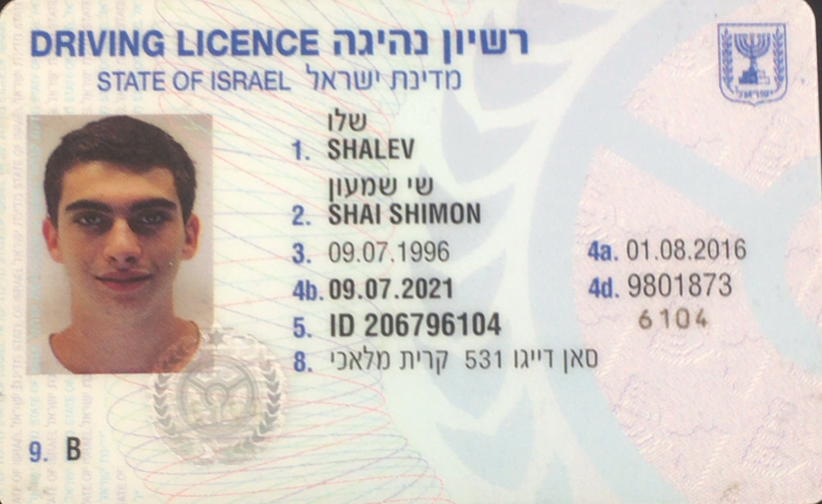 DRIVING LICENCE רשיון נהיגה
STATE OF ISRAEL מדינת ישראל
ישראל
שלו
1. SHALEV
שי שמעון
2. SHAI SHIMON
3. 09.07.1996 4a. 01.08.2016
4b. 09.07.2021 4d. 9801873
5. ID 206796104 6104
8. סאן דייגו 531 קרית מלאכי
9. B